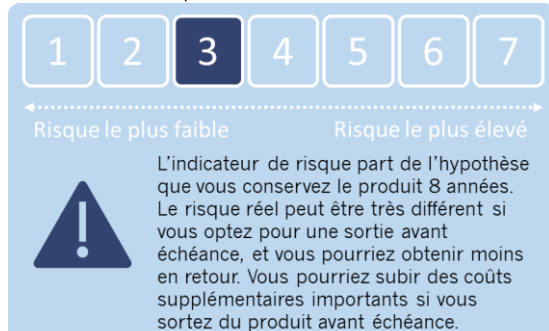 1 2 3 4 5 6 7
Risque le plus faible Risque le plus élevé
L'indicateur de risque part de l'hypothèse
que vous conservez le produit 8 années.
Le risque réel peut être très différent si
vous optez pour une sortie avant
échéance, et vous pourriez obtenir moins
en retour. Vous pourriez subir des coûts
supplémentaires importants si vous
sortez du produit avant échéance.